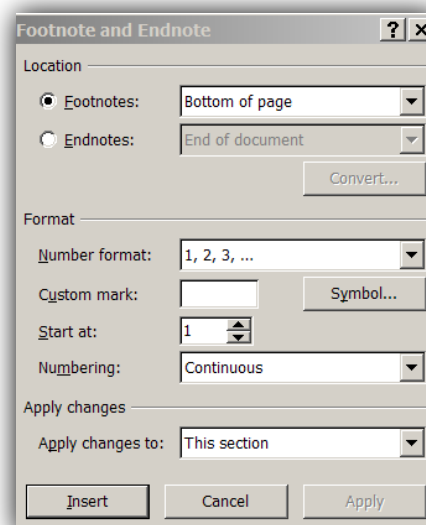 Footnote and Endnote ? ×
Location
Footnotes: Bottom of page
Endnotes: End of document
Convert...
Format
Number format: 1, 2, 3, ...
Custom mark: Symbol...
Start at: 1
Numbering: Continuous
Apply changes
Apply changes to: This section
Insert Cancel Apply